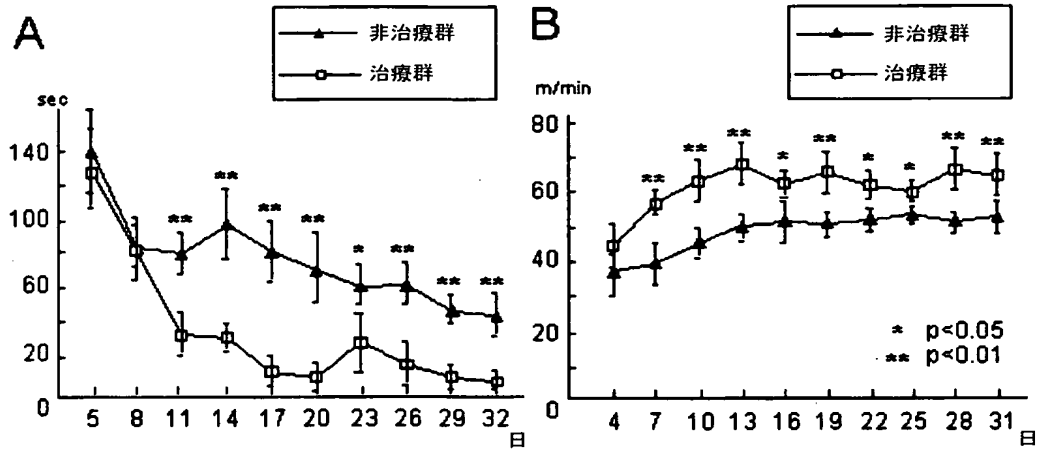 A
非治療群
治療群
sec
140
100
60
20
0
** ** ** ** * ** ** **
5 8 11 14 17 20 23 26 29 32
日
B
非治療群
治療群
m/min
80
60
40
20
0
** ** ** * ** * * ** **
* p<0.05
** p<0.01
4 7 10 13 16 19 22 25 28 31
日